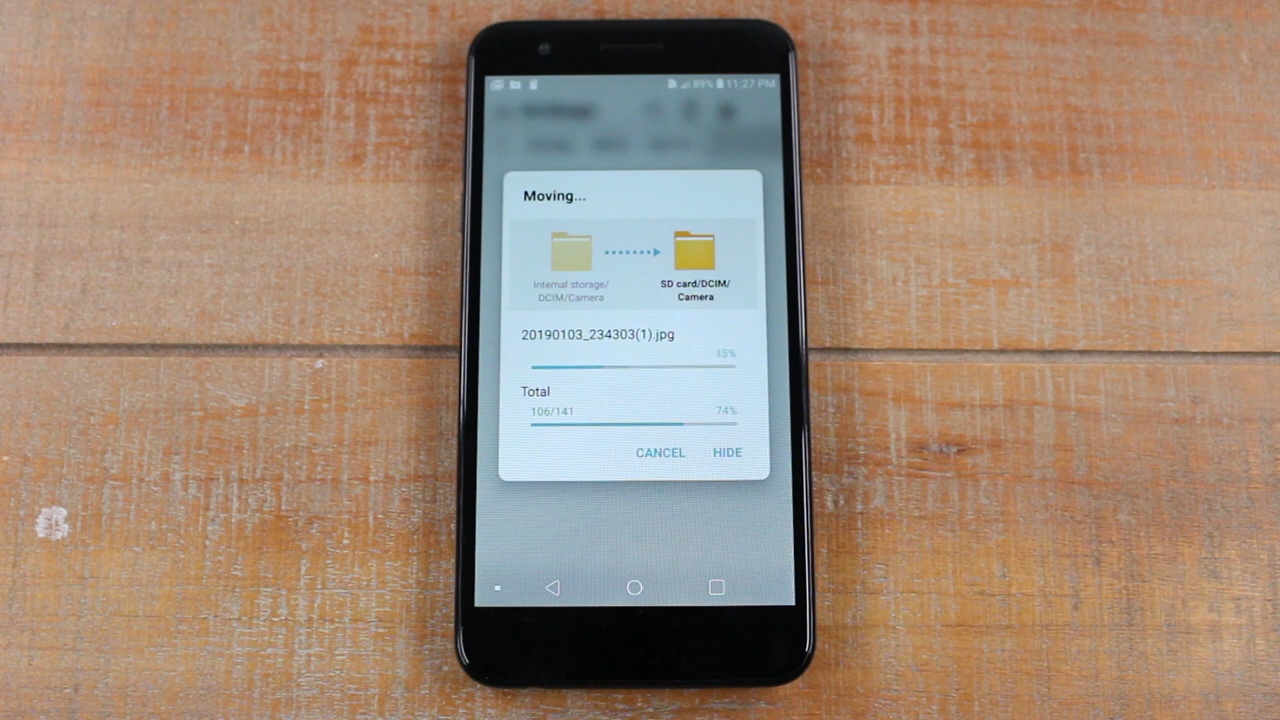 89% 11:27 PM
Moving...
Internal storage/
DCIM/Camera
SD card/DCIM/
Camera
20190103_234303(1).jpg
Total
106/141 74%
CANCEL HIDE